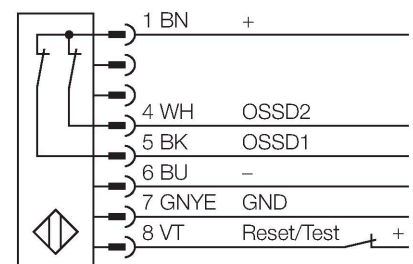 1 BN +
4 WH OSSD2
5 BK OSSD1
6 BU –
7 GNYE GND
8 VT Reset/Test +